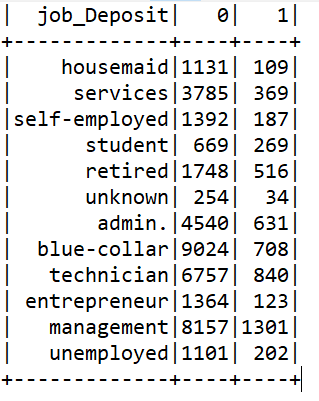 | job_Deposit|   0|   1|
+------------+----+----+
|   housemaid|1131| 109|
|    services|3785| 369|
|self-employed|1392| 187|
|     student| 669| 269|
|     retired|1748| 516|
|     unknown| 254|  34|
|      admin.|4540| 631|
| blue-collar|9024| 708|
|  technician|6757| 840|
| entrepreneur|1364| 123|
|  management|8157|1301|
|  unemployed|1101| 202|
+------------+----+----+